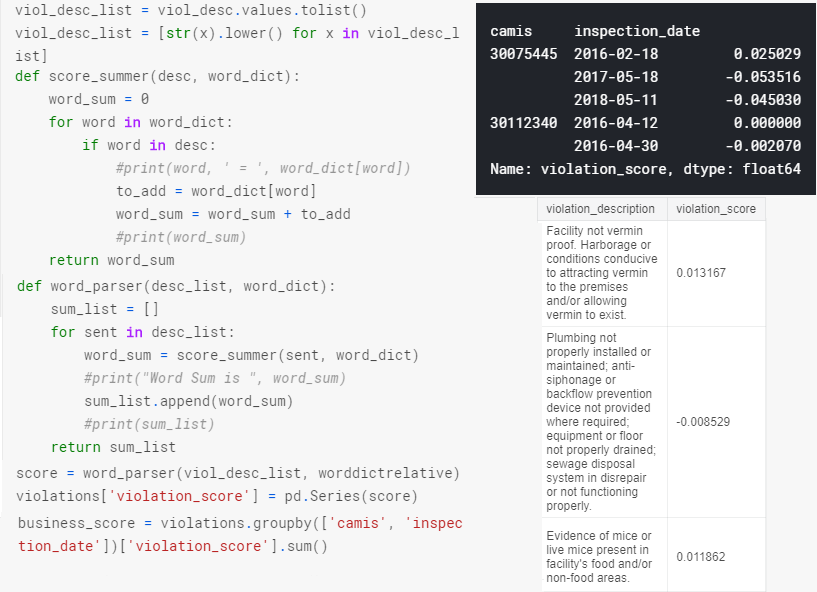 viol_desc_list = viol_desc.values.tolist()
viol_desc_list = [str(x).lower() for x in viol_desc_l
ist]
def score_summer(desc, word_dict):
    word_sum = 0
    for word in word_dict:
        if word in desc:
            #print(word, ' = ', word_dict[word])
            to_add = word_dict[word]
            word_sum = word_sum + to_add
            #print(word_sum)
    return word_sum
def word_parser(desc_list, word_dict):
    sum_list = []
    for sent in desc_list:
        word_sum = score_summer(sent, word_dict)
        #print("Word Sum is ", word_sum)
        sum_list.append(word_sum)
        #print(sum_list)
    return sum_list
score = word_parser(viol_desc_list, worddictrelative)
violations['violation_score'] = pd.Series(score)
business_score = violations.groupby(['camis', 'inspec
tion_date'])['violation_score'].sum()
camis inspection_date
30075445 2016-02-18 0.025029
2017-05-18 -0.053516
2018-05-11 -0.045030
30112340 2016-04-12 0.000000
2016-04-30 -0.002070
Name: violation_score, dtype: float64
violation_description violation_score
Facility not vermin
proof. Harborage or
conditions conducive
to attracting vermin
to the premises
and/or allowing
vermin to exist.
0.013167
Plumbing not
properly installed or
maintained; anti-
siphonage or
backflow prevention
device not provided
where required;
equipment or floor
not properly drained;
sewage disposal
system in disrepair
or not functioning
properly.
-0.008529
Evidence of mice or
live mice present in
facility's food and/or
non-food areas.
0.011862